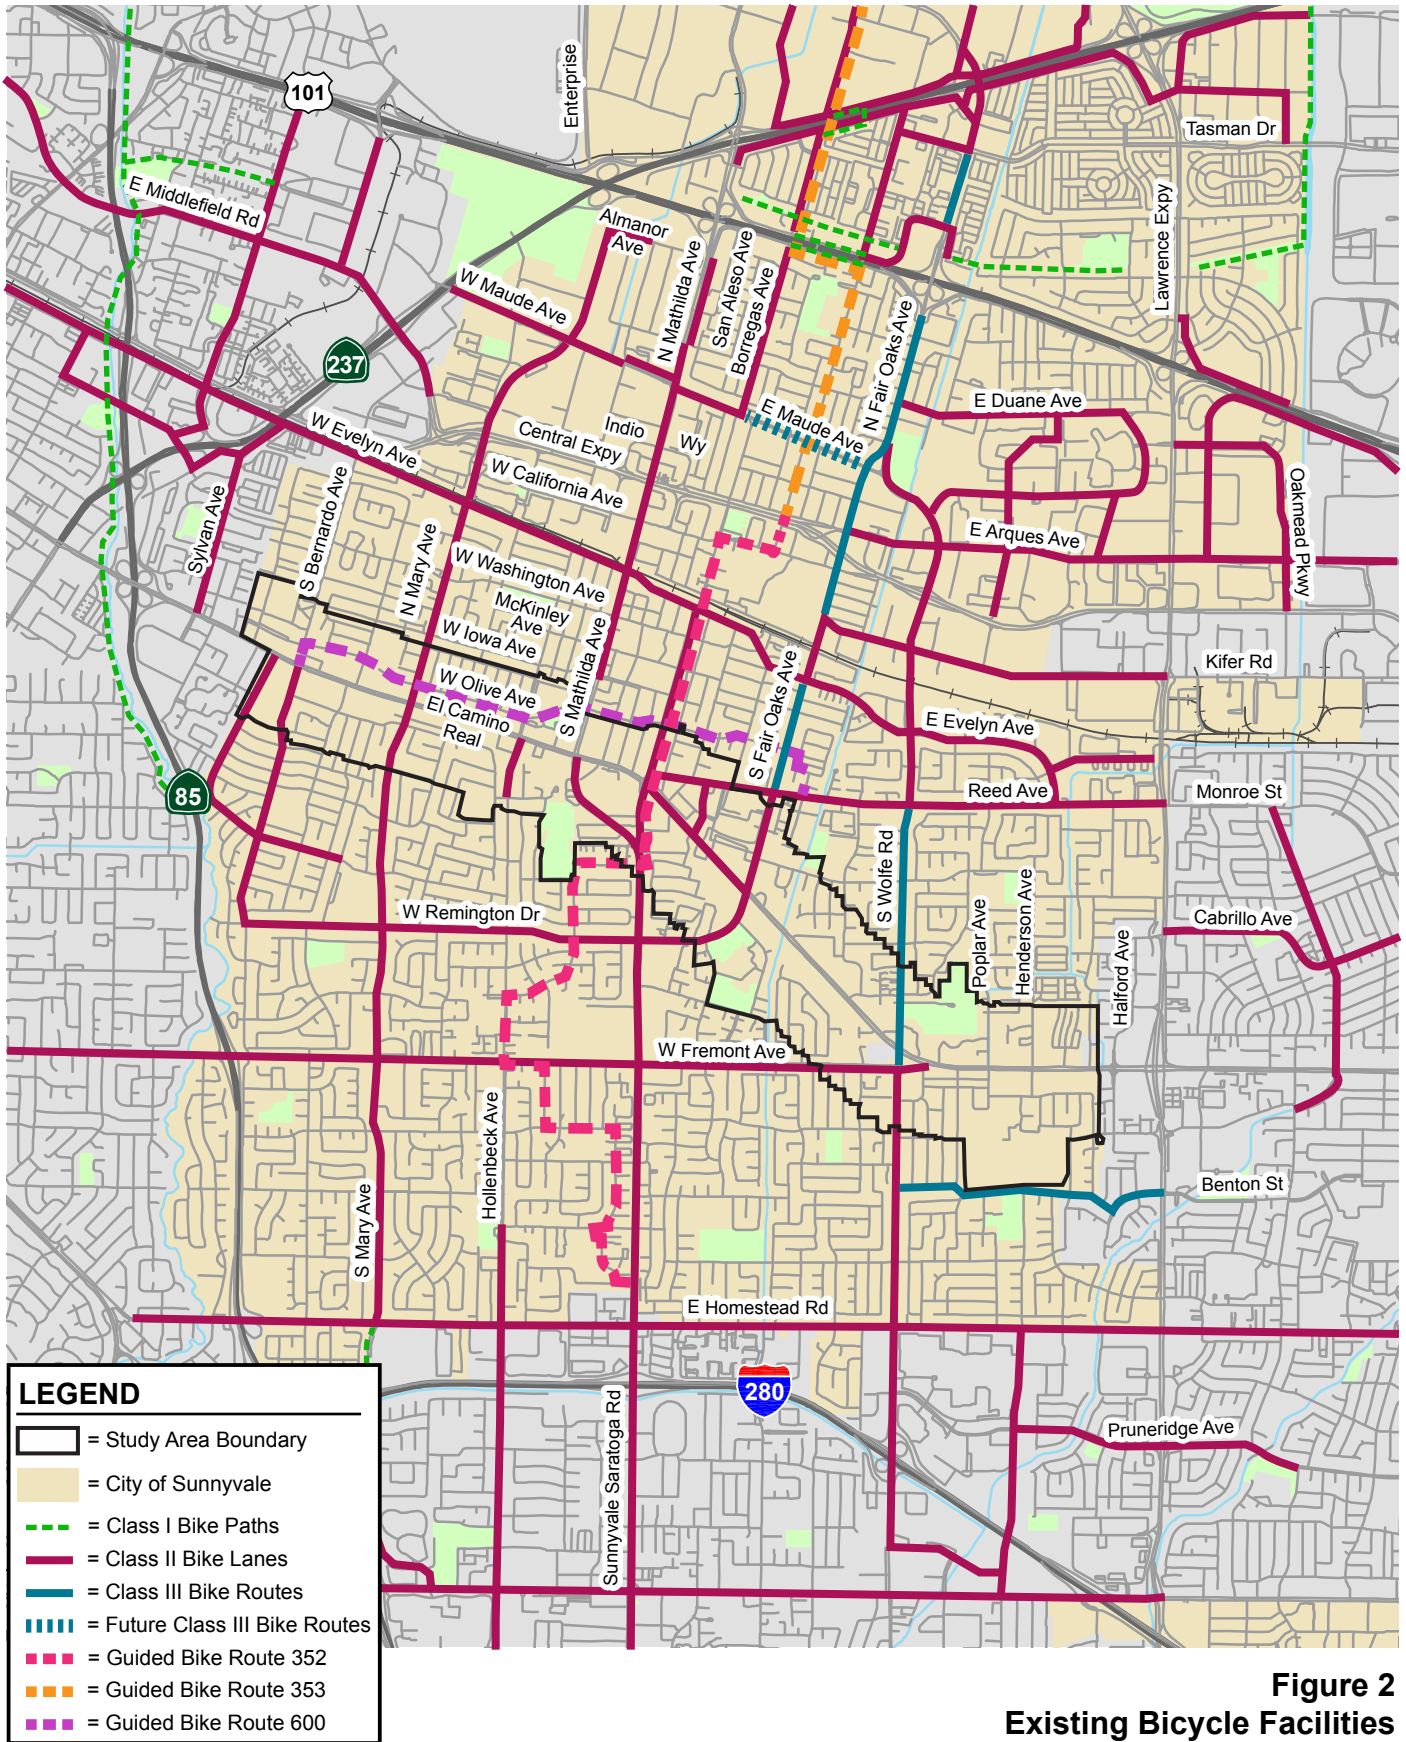 Enterprise
101
Tasman Dr
E Middlefield Rd
Almanor
Ave
Lawrence Expy
N Mathilda Ave
San Aleso Ave
Borregas Ave
W Maude Ave
N Fair Oaks Ave
237
E Duane Ave
E Maude Ave
W Evelyn Ave
Indio
Wy
Central Expy
W California Ave
Oakmead Pkwy
Sylvan Ave
S Bernardo Ave
N Mary Ave
E Arques Ave
W Washington Ave
McKinley
Ave
W Iowa Ave
S Mathilda Ave
Kifer Rd
W Olive Ave
El Camino
Real
S Fair Oaks Ave
E Evelyn Ave
85
Reed Ave
Monroe St
S Wolfe Rd
W Remington Dr
Poplar Ave
Henderson Ave
Cabrillo Ave
Halford Ave
W Fremont Ave
Hollenbeck Ave
Benton St
S Mary Ave
E Homestead Rd
280
Sunnyvale Saratoga Rd
Pruneridge Ave
LEGEND
= Study Area Boundary
= City of Sunnyvale
= Class I Bike Paths
= Class II Bike Lanes
= Class III Bike Routes
= Future Class III Bike Routes
= Guided Bike Route 352
= Guided Bike Route 353
= Guided Bike Route 600
Figure 2
Existing Bicycle Facilities